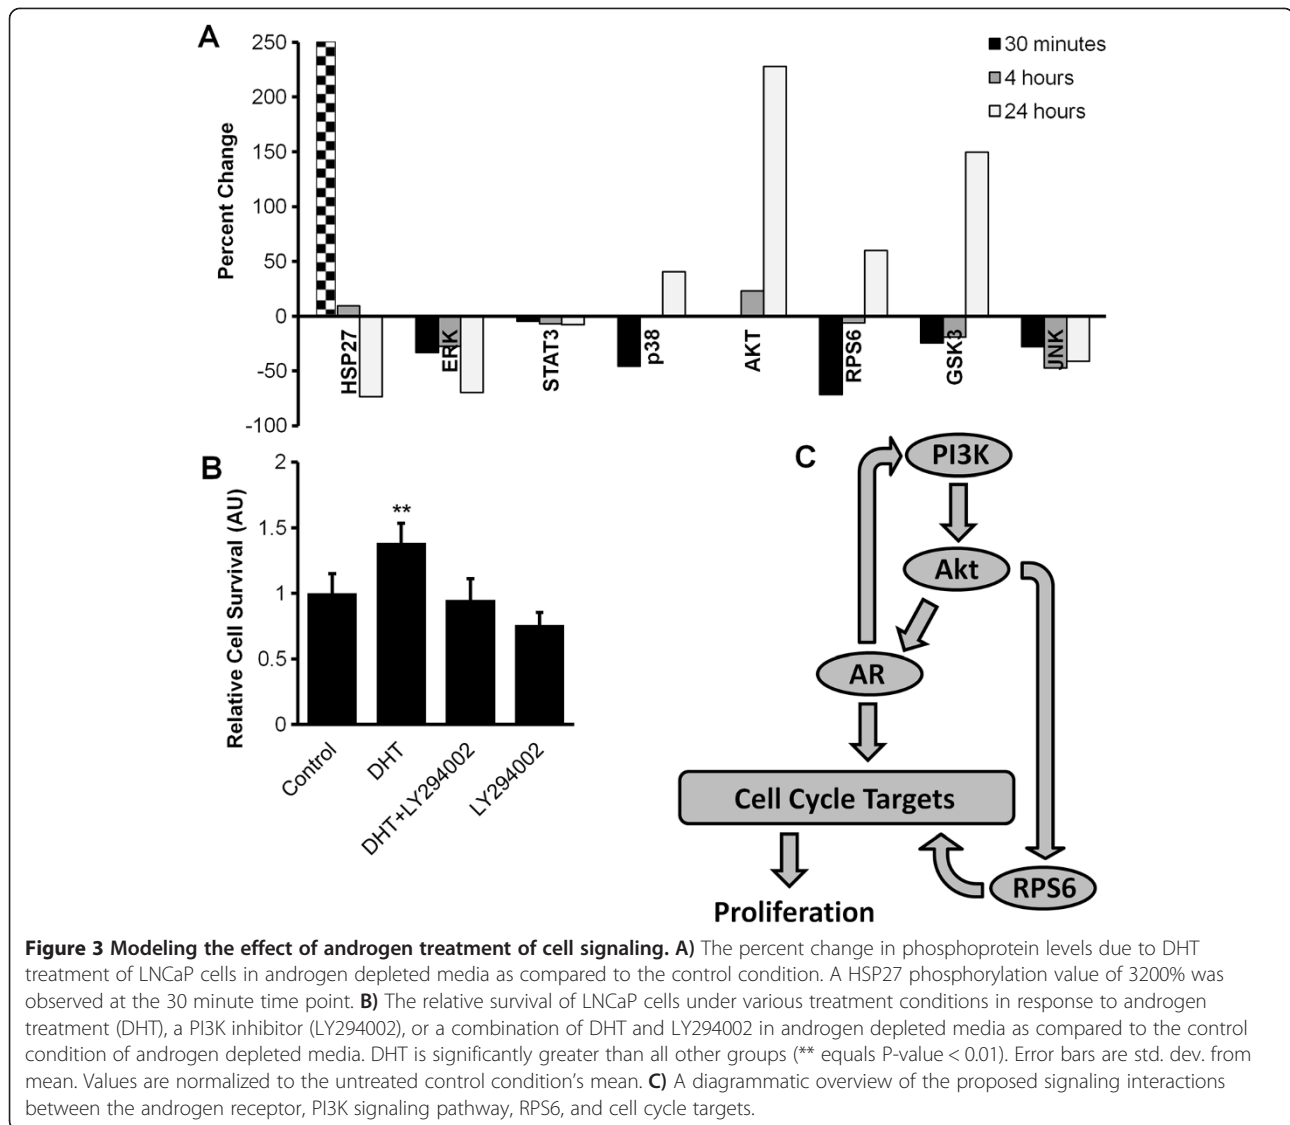 A
250
200
150
100
50
0
-50
-100
Percent Change
30 minutes
4 hours
24 hours
HSP27
ERK
STAT3
p38
AKT
RPS6
GSK3
JNK
B
2
1.5
1
0.5
0
Relative Cell Survival (AU)
**
Control
DHT
DHT+LY294002
LY294002
C
PI3K
Akt
AR
Cell Cycle Targets
RPS6
Proliferation
Figure 3 Modeling the effect of androgen treatment of cell signaling. A) The percent change in phosphoprotein levels due to DHT
treatment of LNCaP cells in androgen depleted media as compared to the control condition. A HSP27 phosphorylation value of 3200% was
observed at the 30 minute time point. B) The relative survival of LNCaP cells under various treatment conditions in response to androgen
treatment (DHT), a PI3K inhibitor (LY294002), or a combination of DHT and LY294002 in androgen depleted media as compared to the control
condition of androgen depleted media. DHT is significantly greater than all other groups (** equals P-value < 0.01). Error bars are std. dev. from
mean. Values are normalized to the untreated control condition's mean. C) A diagrammatic overview of the proposed signaling interactions
between the androgen receptor, PI3K signaling pathway, RPS6, and cell cycle targets.